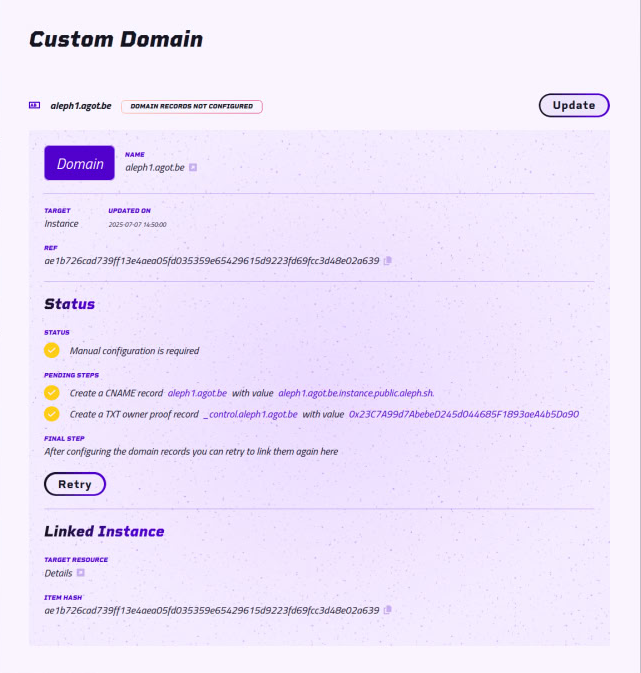 Custom Domain
aleph1.agot.be DOMAIN RECORDS NOT CONFIGURED Update
Domain
NAME
aleph1.agot.be
TARGET UPDATED ON
Instance 2025-07-07 14:50:00
REF
ae1b726cad739ff13e4aea05fd035359e65429615d9223fd69fcc3d48e02a639
Status
STATUS
Manual configuration is required
PENDING STEPS
Create a CNAME record aleph1.agot.be with value aleph1.agot.be.instance.public.aleph.sh.
Create a TXT owner proof record _control.aleph1.agot.be with value 0x23C7A99d7AbebeD245d044685F1893aeA4b5Da90
FINAL STEP
After configuring the domain records you can retry to link them again here
Retry
Linked Instance
TARGET RESOURCE
Details
ITEM HASH
ae1b726cad739ff13e4aea05fd035359e65429615d9223fd69fcc3d48e02a639